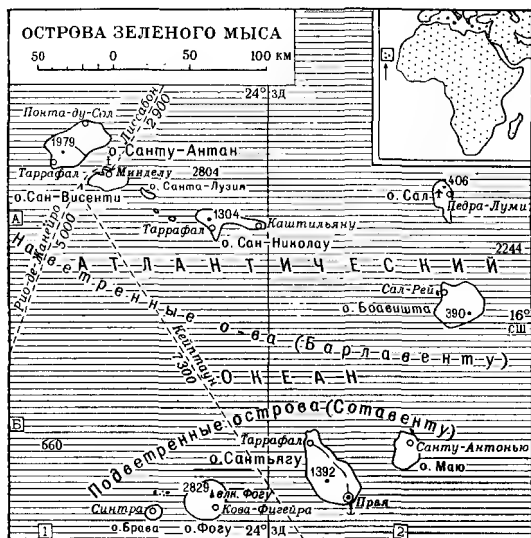 ОСТРОВА ЗЕЛЕНОГО МЫСА
50 0 50 100 км
24° зд
Понта-ду-Сол
Лиссабон
2900
1979
о. Санту-Антан
Таррафал
Минделу
2804
о. Сан-Висенти
о. Санта-Лузия
406
о. Сал
Педра-Луми
А
1304
Таррафал
Каштильяну
о. Сан-Николау
Рио-де-Жанейро
5000
2244
АТЛАНТИЧЕСКИЙ
Наветренные о-ва (Барлавенту)
Сал-Рей
о. Боавишта
390
16° сш
Кейптаун
7300
ОКЕАН
Б
660
Подветренные острова (Сотавенту)
Таррафал
Санту-Антонью
о. Сантьягу
о. Маю
1392
2829
влк. Фогу
Синтра
Кова-Фигейра
Прая
1
о. Брава
о. Фогу
24° зд
2